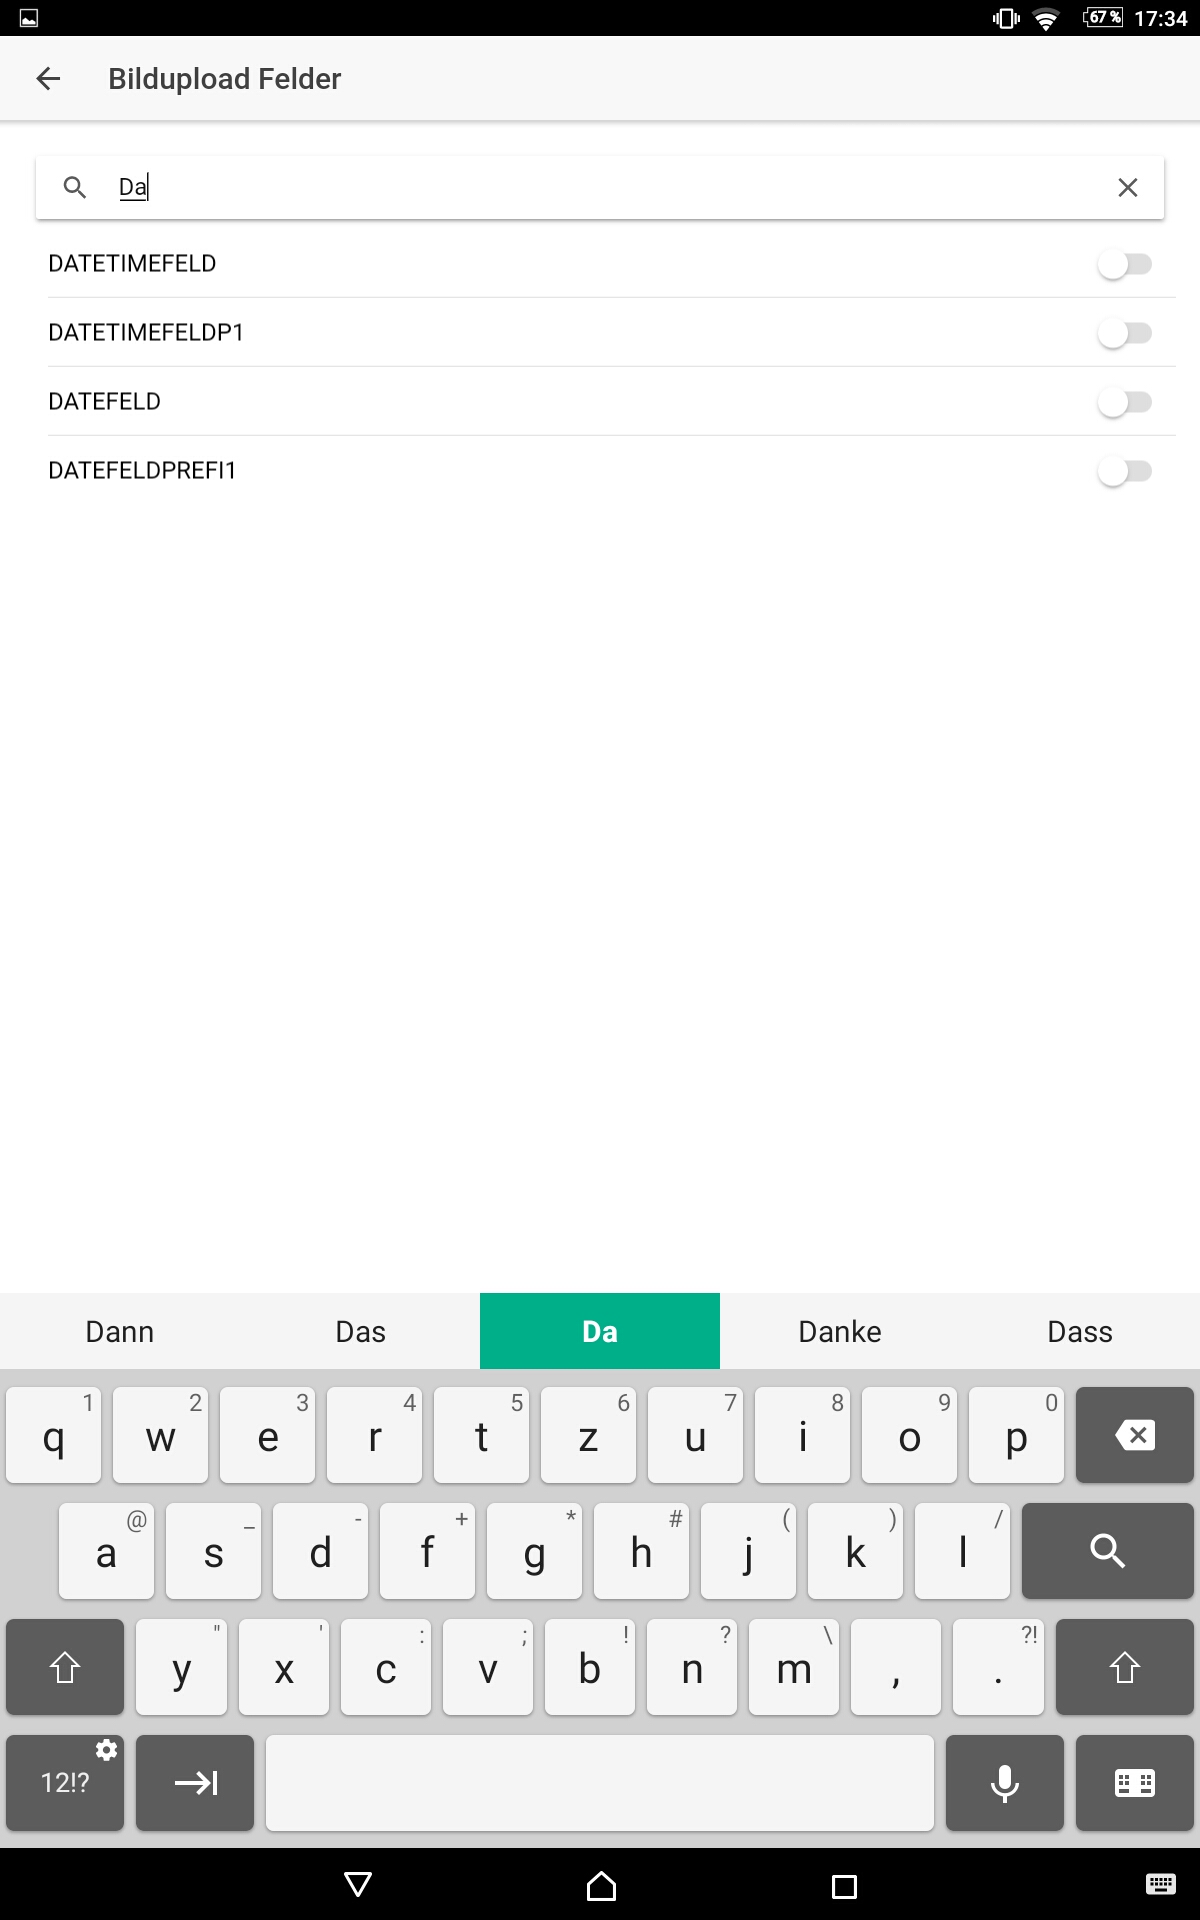 67 % 17:34
Bildupload Felder
Da
DATETIMEFELD
DATETIMEFELDP1
DATEFELD
DATEFELDPREFI1
Dann Das Da Danke Dass
1 2 3 4 5 6 7 8 9 0
q w e r t z u i o p
@ _ - + * # ( ) /
a s d f g h j k l
" ' : ; ! ? \ ?!
y x c v b n m , .
12!?